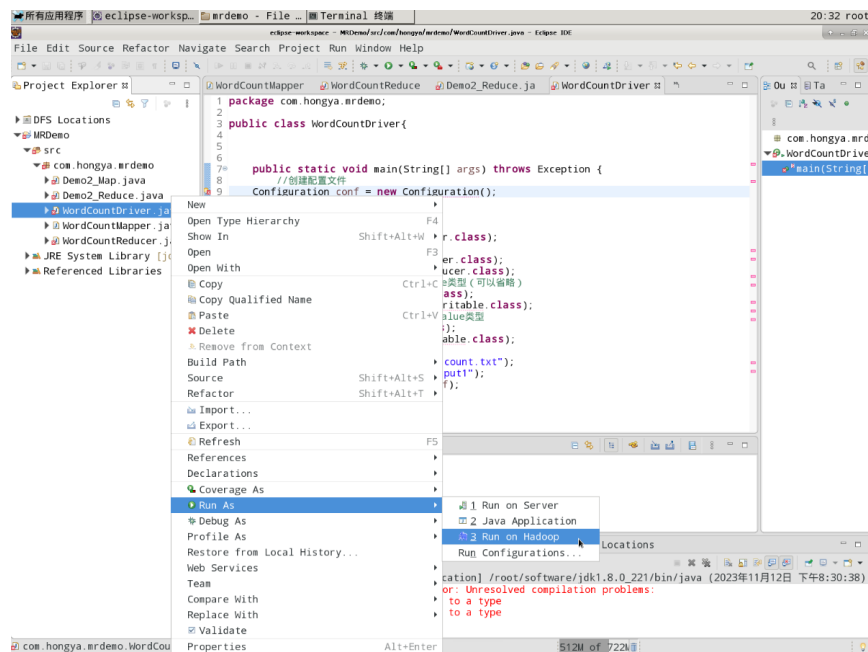 所有应用程序 eclipse-worksp... mrdemo - File ... Terminal 终端 20:32 root
eclipse-workspace - MRDemo/src/com/hongya/mrdemo/WordCountDriver.java - Eclipse IDE
File Edit Source Refactor Navigate Search Project Run Window Help
Project Explorer WordCountMapper WordCountReduce Demo2_Reduce.ja WordCountDriver Ou Ta
1 package com.hongya.mrdemo;
2
3 public class WordCountDriver{
4
5
6
7 public static void main(String[] args) throws Exception {
8 //创建配置文件
9 Configuration conf = new Configuration();
DFS Locations
MRDemo
src
com.hongya.mrdemo
Demo2_Map.java
Demo2_Reduce.java
WordCountDriver.ja
WordCountMapper.ja
WordCountReducer.j
JRE System Library [j
Referenced Libraries
com.hongya.mrd
WordCountDrive
main(String[
New
Open Type Hierarchy F4
Show In Shift+Alt+W
Open F3
Open With
Copy Ctrl+C
Copy Qualified Name
Paste Ctrl+V
Delete
Remove from Context
Build Path
Source Shift+Alt+S
Refactor Shift+Alt+T
Import...
Export...
Refresh F5
References
Declarations
Coverage As
Run As
Debug As
Profile As
Restore from Local History...
Web Services
Team
Compare With
Replace With
Validate
Properties Alt+Enter
r.class);
er.class);
ucer.class);
e类型（可以省略）
ass);
ritable.class);
alue类型
s);
able.class);
count.txt");
put1");
f);
1 Run on Server
2 Java Application
3 Run on Hadoop
Run Configurations...
Locations
cation] /root/software/jdk1.8.0_221/bin/java (2023年11月12日 下午8:30:38)
or: Unresolved compilation problems:
to a type
to a type
com.hongya.mrdemo.WordCou
512M of 722M